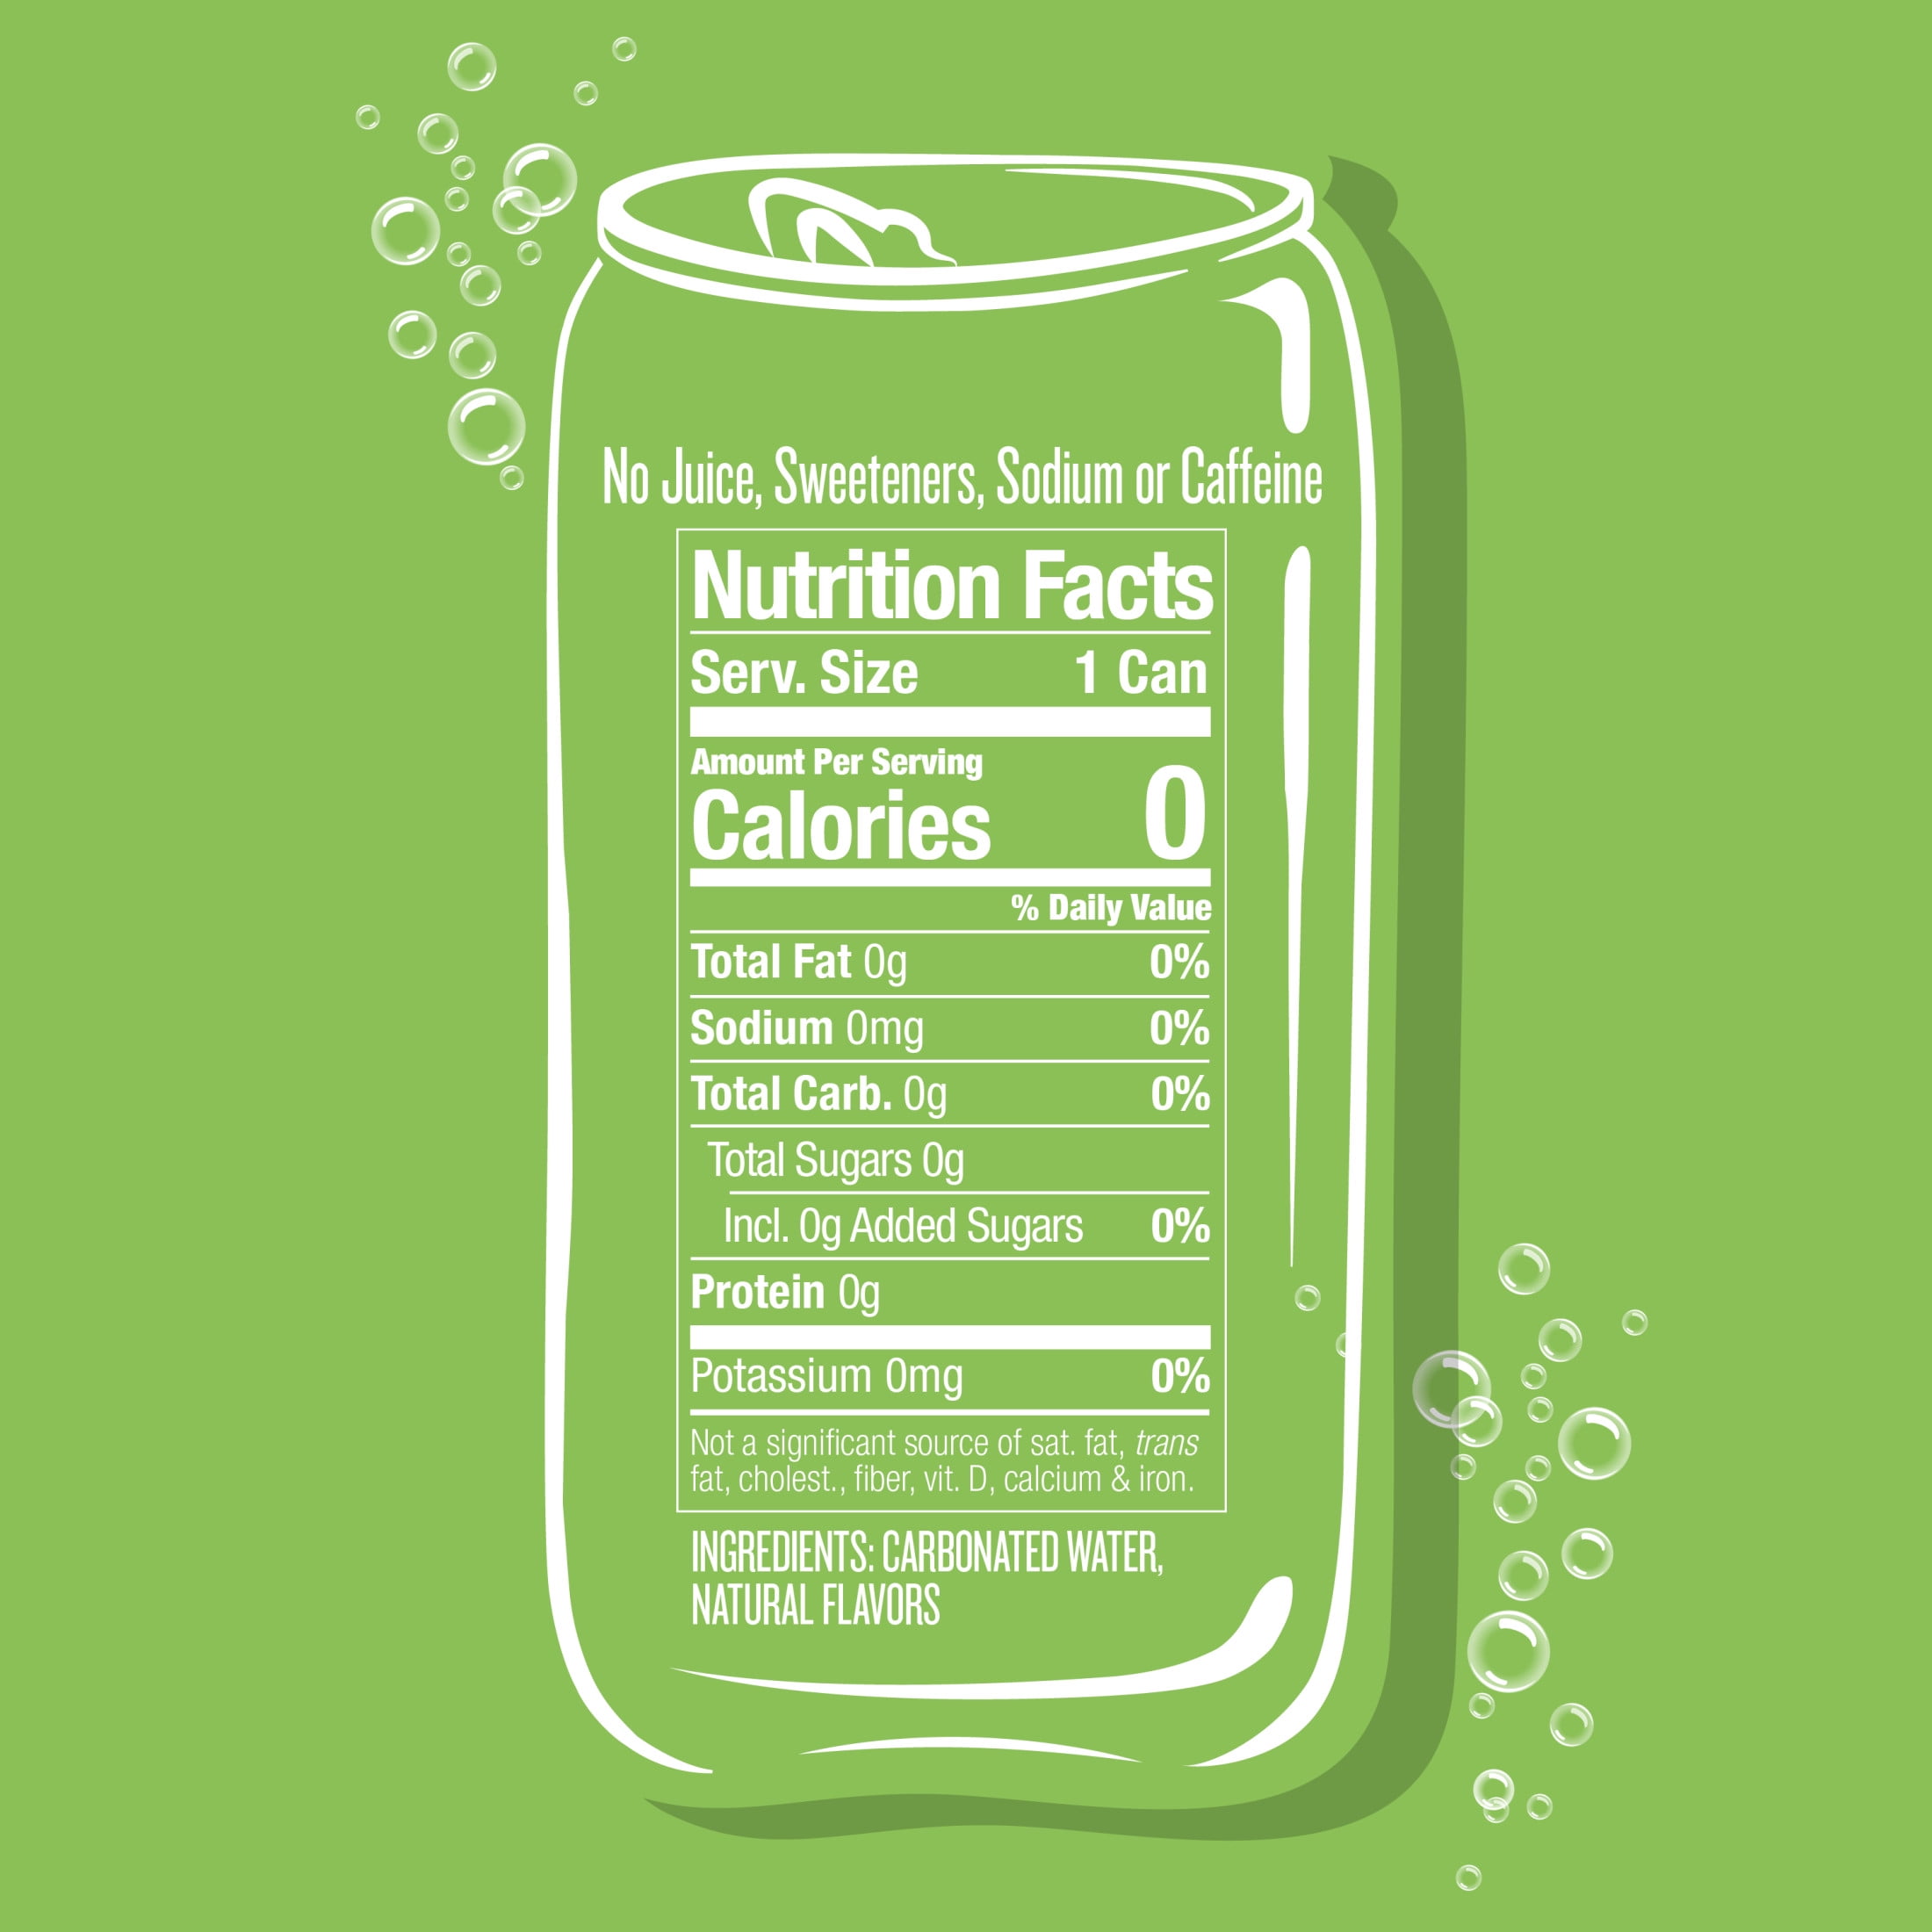 No Juice, Sweeteners, Sodium or Caffeine
Nutrition Facts
Serv. Size 1 Can
Amount Per Serving
Calories 0
% Daily Value
Total Fat 0g 0%
Sodium 0mg 0%
Total Carb. 0g 0%
Total Sugars 0g
Incl. 0g Added Sugars 0%
Protein 0g
Potassium 0mg 0%
Not a significant source of sat. fat, trans
fat, cholest., fiber, vit. D, calcium & iron.
INGREDIENTS: CARBONATED WATER,
NATURAL FLAVORS